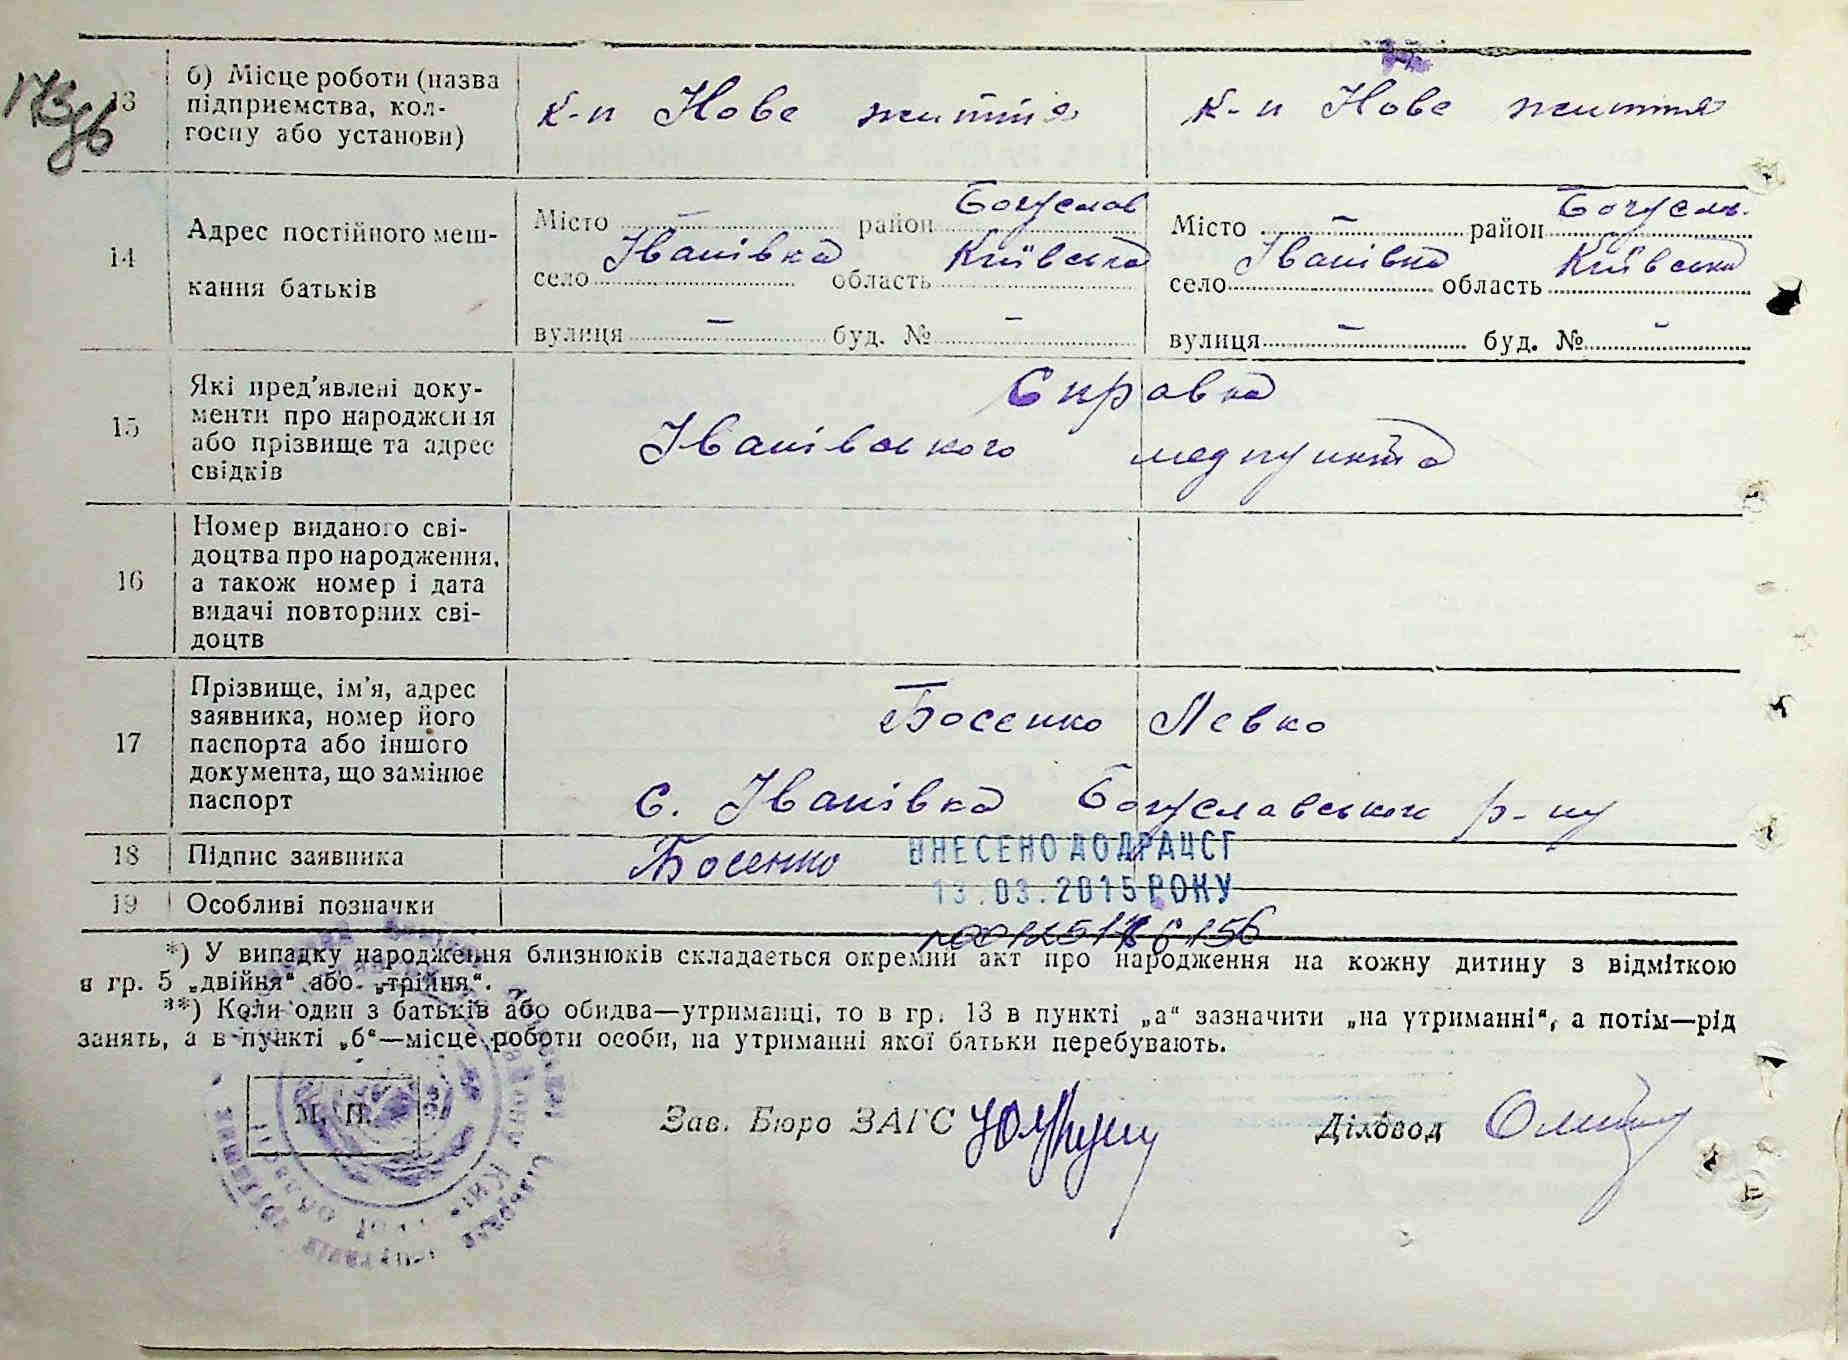 13 б) Місце роботи (назва підприємства, колгоспу або установи)
к-п Нове життя
к-п Нове життя
14 Адрес постійного мешкання батьків
Місто – район Богуслав
село Іванівка область Київська
вулиця – буд. № –
Місто – район Богуслв.
село Іванівка область Київська
вулиця – буд. № –
15 Які пред'явлені документи про народження або прізвище та адрес свідків
Справка
Іванівського медпункта
16 Номер виданого свідоцтва про народження, а також номер і дата видачі повторних свідоцтв
17 Прізвище, ім'я, адрес заявника, номер його паспорта або іншого документа, що замінює паспорт
Босенко Левко
с. Іванівка Богуславського р-ну
18 Підпис заявника
Босенко
ВНЕСЕНО ДО ДРАЦСГ
13.03.2015 РОКУ
19 Особливі позначки
*) У випадку народження близнюків складається окремий акт про народження на кожну дитину з відміткою
в гр. 5 „двійня" або „трійня".
**) Коли один з батьків або обидва—утриманці, то в гр. 13 в пункті „а" зазначити „на утриманні", а потім—рід
занять, а в пункті „б"—місце роботи особи, на утриманні якої батьки перебувають.
М. П.
Зав. Бюро ЗАГС
Діловод